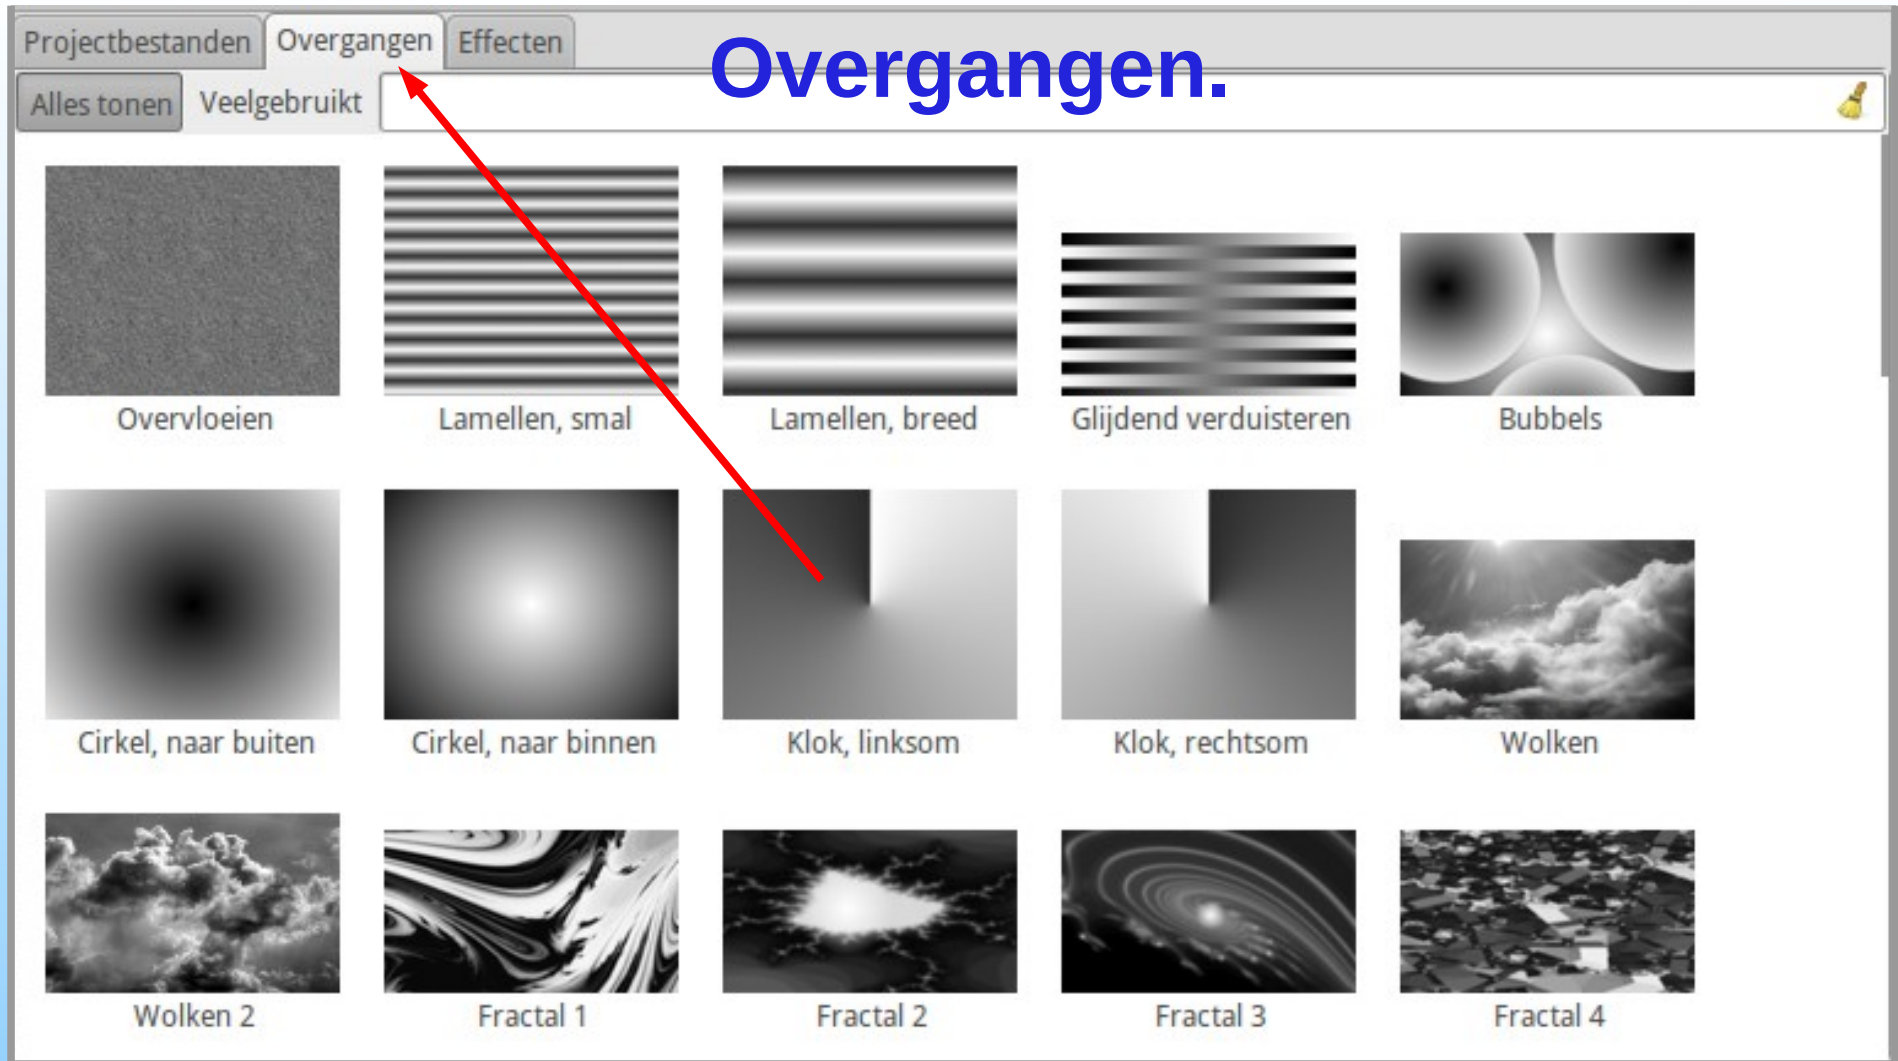 Projectbestanden Overgangen Effecten
Overgangen.
Alles tonen Veelgebruikt
Overvloeien Lamellen, smal Lamellen, breed Glijdend verduisteren Bubbels
Cirkel, naar buiten Cirkel, naar binnen Klok, linksom Klok, rechtsom Wolken
Wolken 2 Fractal 1 Fractal 2 Fractal 3 Fractal 4